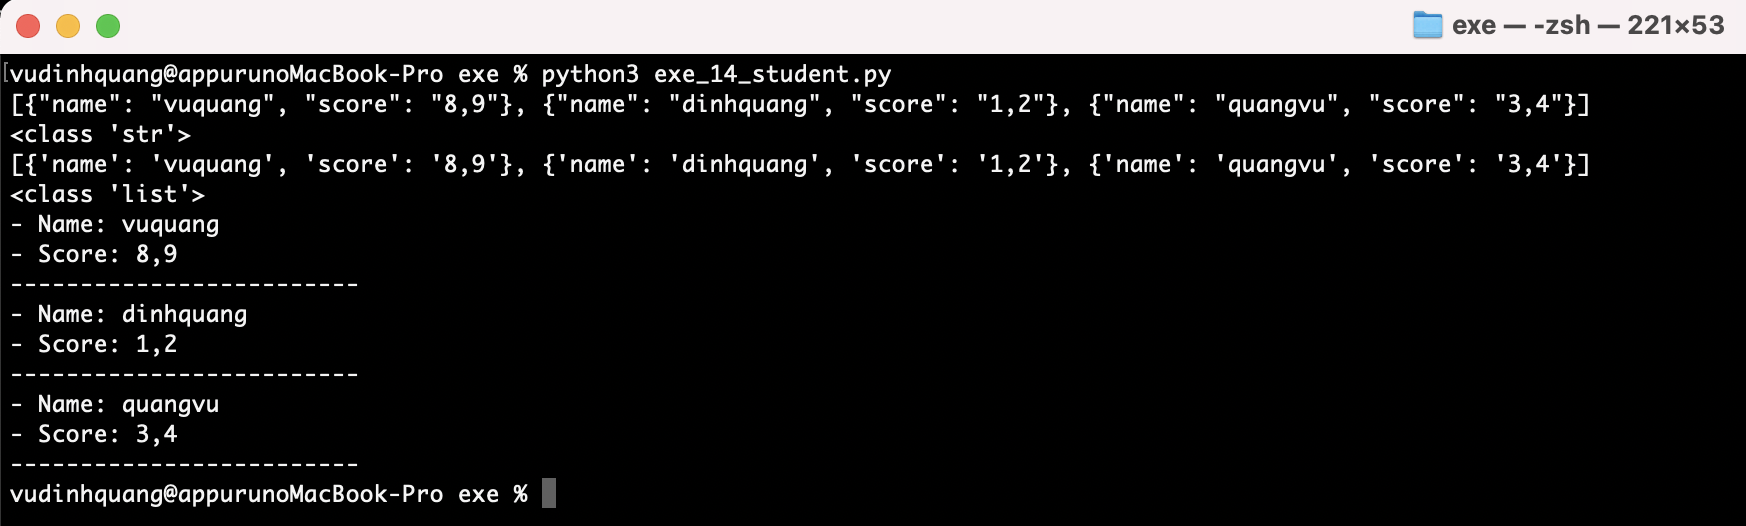 exe — -zsh — 221×53
vudinhquang@appurunoMacBook-Pro exe % python3 exe_14_student.py
[{"name": "vuquang", "score": "8,9"}, {"name": "dinhquang", "score": "1,2"}, {"name": "quangvu", "score": "3,4"}]
<class 'str'>
[{'name': 'vuquang', 'score': '8,9'}, {'name': 'dinhquang', 'score': '1,2'}, {'name': 'quangvu', 'score': '3,4'}]
<class 'list'>
- Name: vuquang
- Score: 8,9
-------------------------
- Name: dinhquang
- Score: 1,2
-------------------------
- Name: quangvu
- Score: 3,4
-------------------------
vudinhquang@appurunoMacBook-Pro exe %